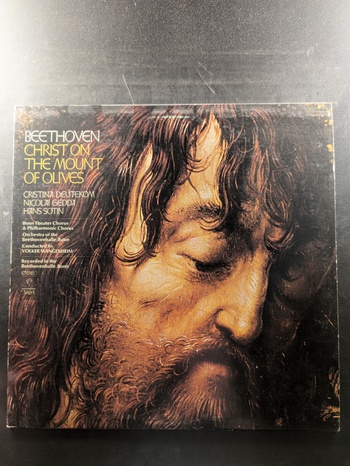 BEETHOVEN
CHRIST ON
THE MOUNT
OF OLIVES
CRISTINA DEUTEKOM
NICOLAI GEDDA
HANS SOTIN
Bonn Theater Chorus
& Philharmonic Chorus
Orchestra of the
Beethovenhalle, Bonn
Conducted by
VOLKER WANGENHEIM
Recorded in the
Beethovenhalle, Bonn
STEREO